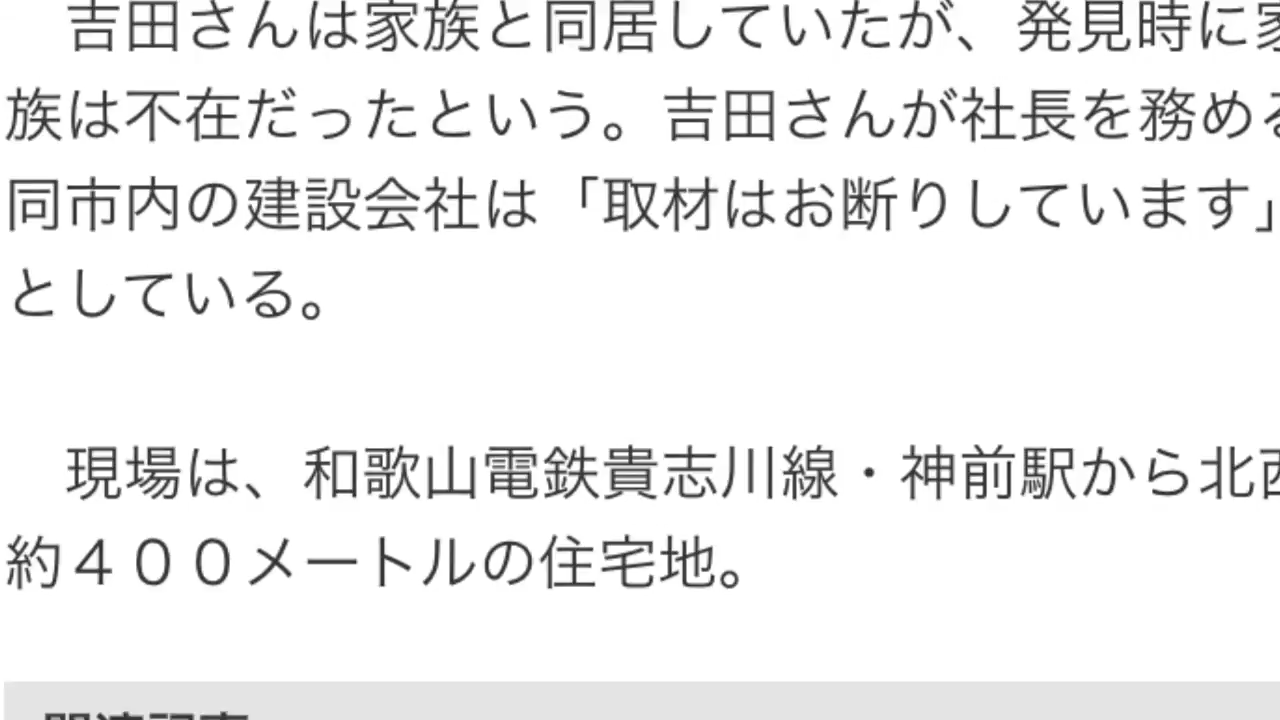 吉田さんは家族と同居していたが、発見時に家
族は不在だったという。吉田さんが社長を務める
同市内の建設会社は「取材はお断りしています」
としている。
現場は、和歌山電鉄貴志川線・神前駅から北西
約４００メートルの住宅地。
関連記事